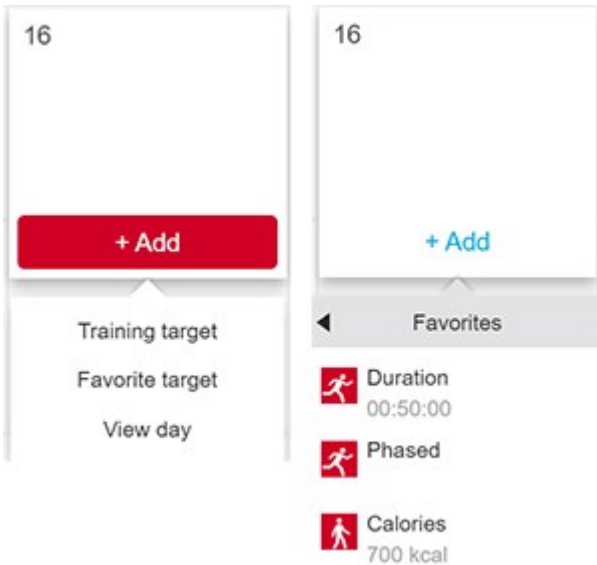 16
+ Add
Training target
Favorite target
View day
16
+ Add
Favorites
Duration
00:50:00
Phased
Calories
700 kcal